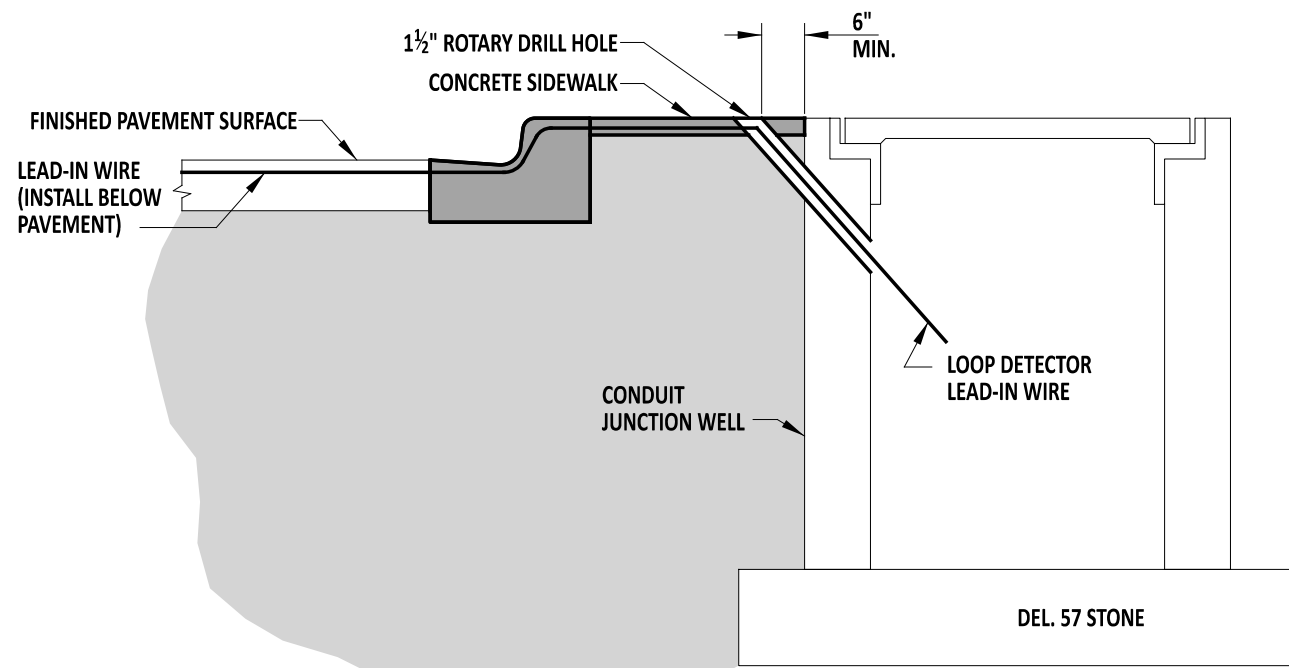 6"
MIN.
1½" ROTARY DRILL HOLE
CONCRETE SIDEWALK
FINISHED PAVEMENT SURFACE
LEAD-IN WIRE
(INSTALL BELOW
PAVEMENT)
LOOP DETECTOR
LEAD-IN WIRE
CONDUIT
JUNCTION WELL
DEL. 57 STONE